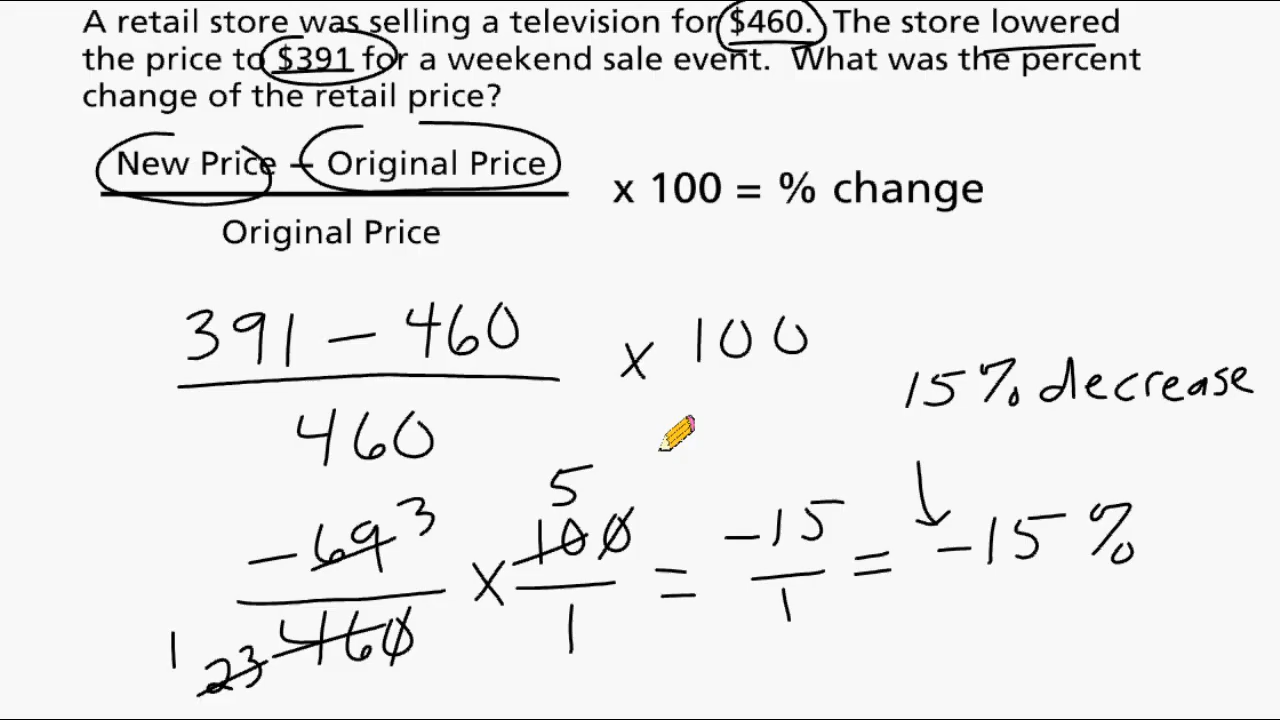 A retail store was selling a television for $460. The store lowered
the price to $391 for a weekend sale event. What was the percent
change of the retail price?
New Price – Original Price
x 100 = % change
Original Price
391 – 460
x 100
460
15% decrease
5
– 69 3
100
– 15
x
=
=
– 15 %
1 23 460
1
1